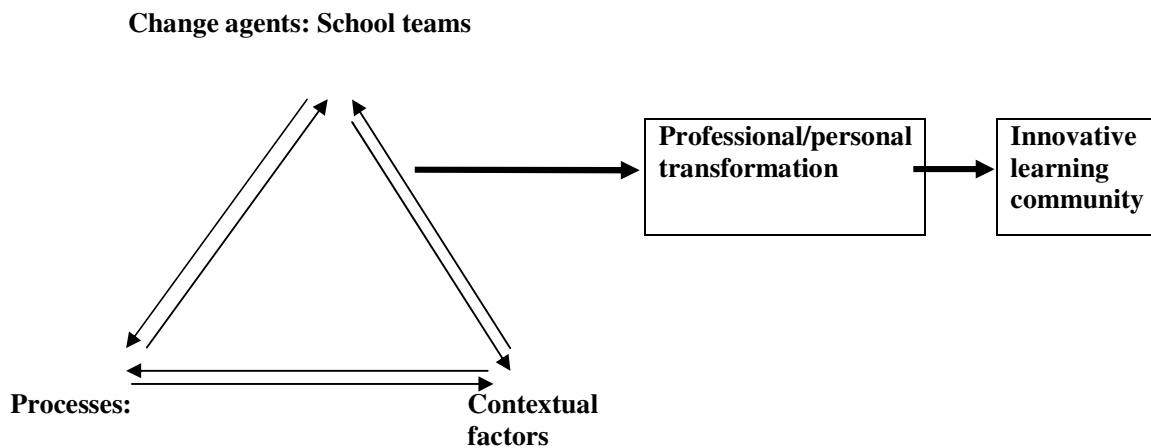 Change agents: School teams
Professional/personal
transformation
Innovative
learning
community
Processes:
Contextual
factors